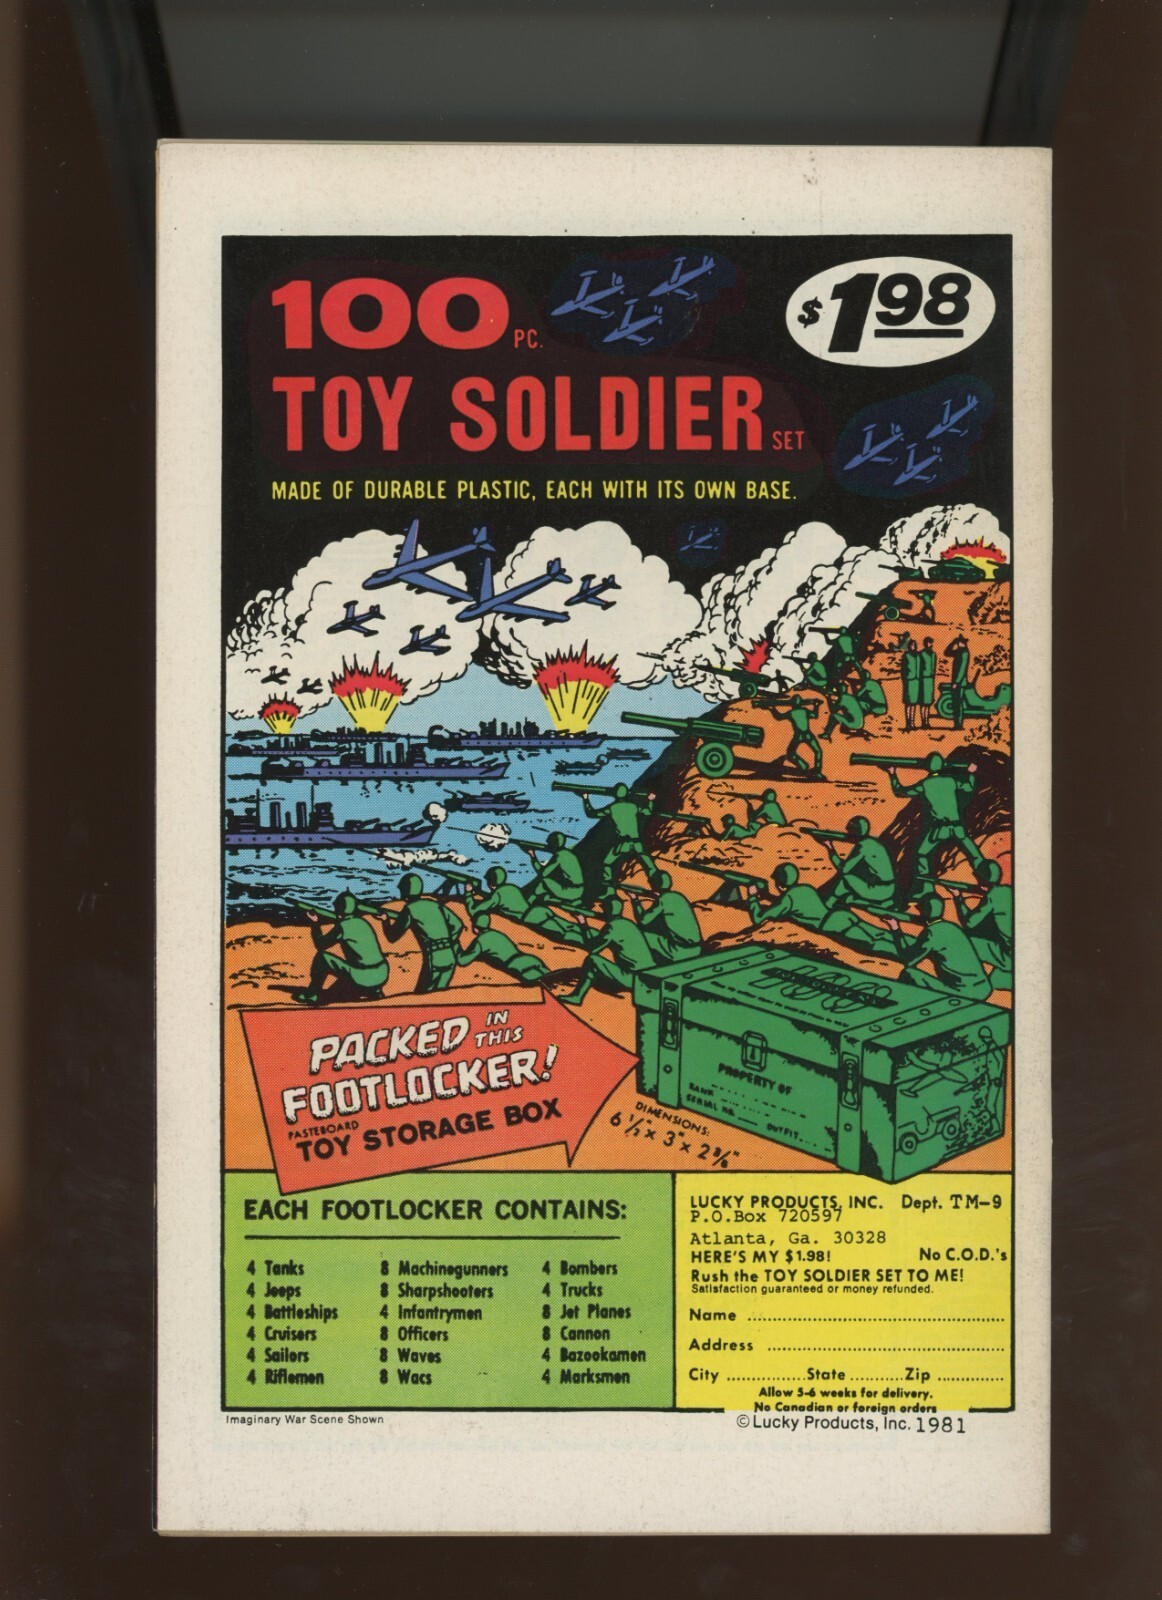 100 PC.
$1.98
TOY SOLDIER SET
MADE OF DURABLE PLASTIC, EACH WITH ITS OWN BASE.
PACKED IN THIS
FOOTLOCKER!
PASTEBOARD
TOY STORAGE BOX
PROPERTY OF
RANK
SERIAL NO.
OUTFIT...
DIMENSIONS:
6 1/2" x 3" x 2 3/8"
EACH FOOTLOCKER CONTAINS:
4 Tanks
4 Jeeps
4 Battleships
4 Cruisers
4 Sailors
4 Riflemen
8 Machinegunners
8 Sharpshooters
4 Infantrymen
8 Officers
8 Waves
8 Wacs
4 Bombers
4 Trucks
8 Jet Planes
8 Cannon
4 Bazookamen
4 Marksmen
LUCKY PRODUCTS, INC. Dept. TM-9
P.O.Box 720597
Atlanta, Ga. 30328
HERE'S MY $1.98! No C.O.D.'s
Rush the TOY SOLDIER SET TO ME!
Satisfaction guaranteed or money refunded.
Name ..........
Address ..........
City .......... State .......... Zip ..........
Allow 5-6 weeks for delivery.
No Canadian or foreign orders
Imaginary War Scene Shown
©Lucky Products, Inc. 1981